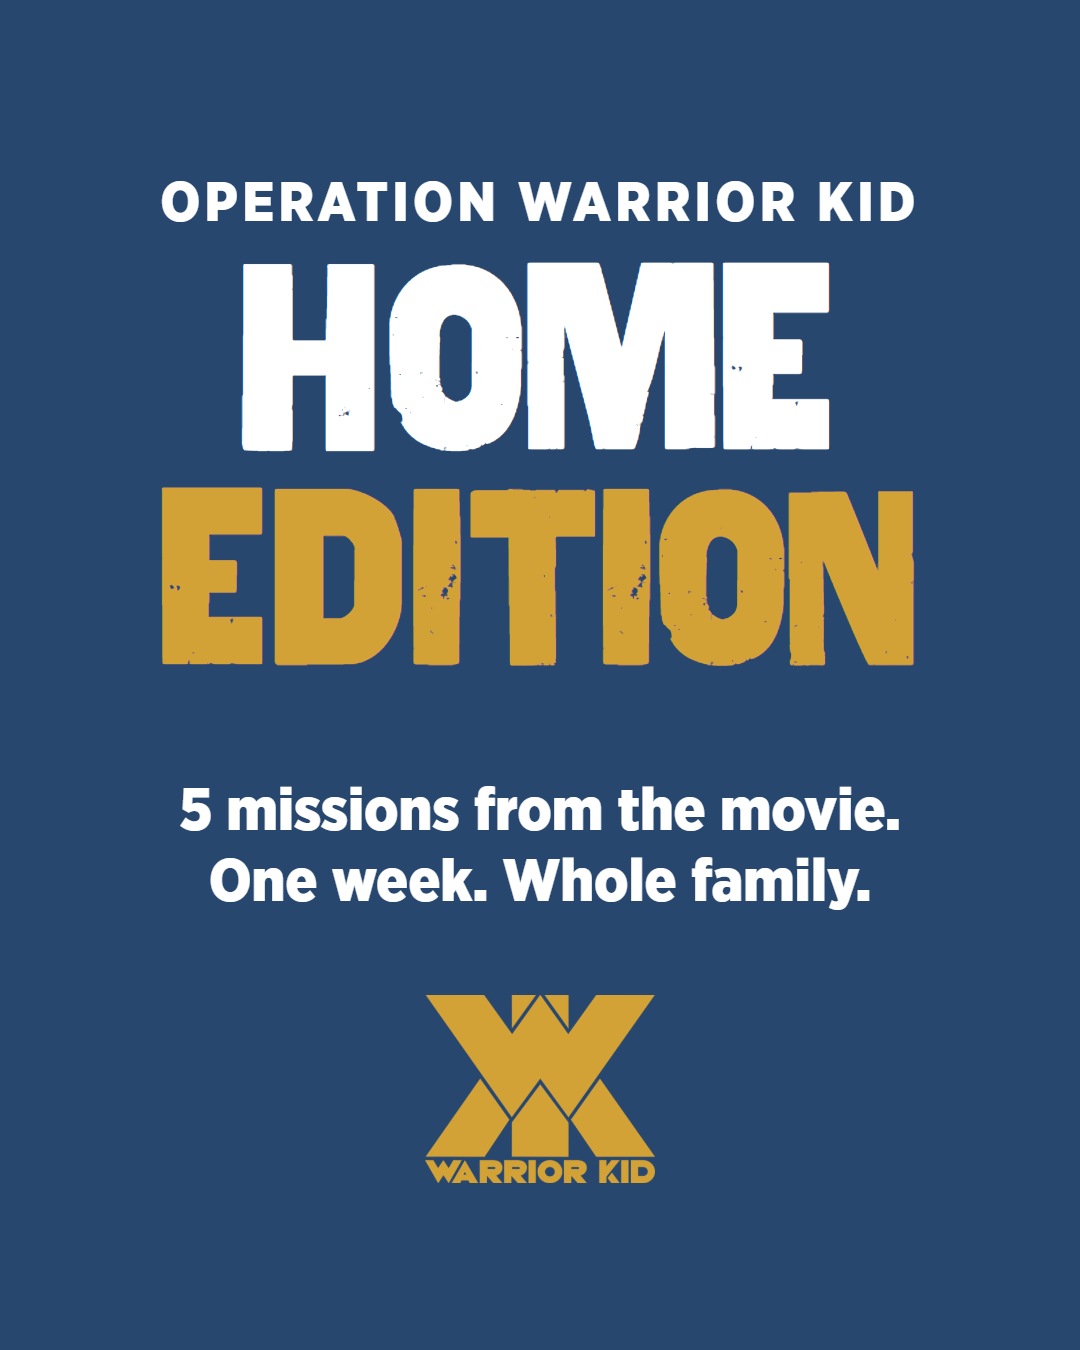 OPERATION WARRIOR KID
HOME
EDITION
5 missions from the movie.
One week. Whole family.
WARRIOR KID